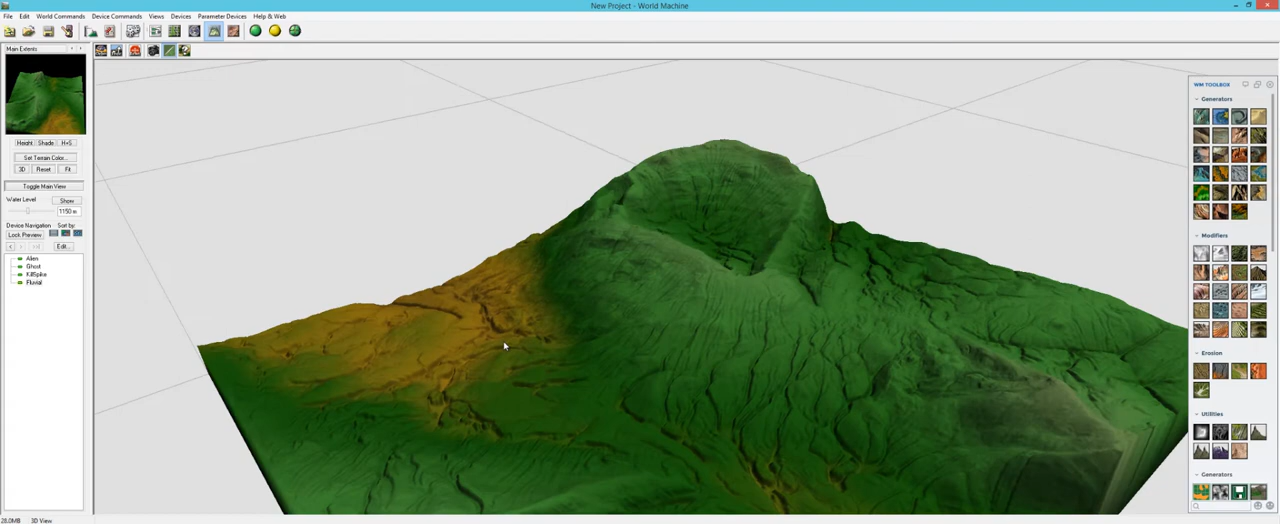 New Project - World Machine
File Edit World Commands Device Commands Views Devices Parameter Devices Help & Web
Main Extents
Height Shade H+S
Set Terrain Color...
3D Reset Fit
Toggle Main View
Water Level Show
1150 m
Device Navigation Sort by:
Lock Preview
Edit...
Alien
Ghost
KillSpike
Fluvial
WM TOOLBOX
Generators
Modifiers
Erosion
Utilities
Generators
28.0MB 3D View